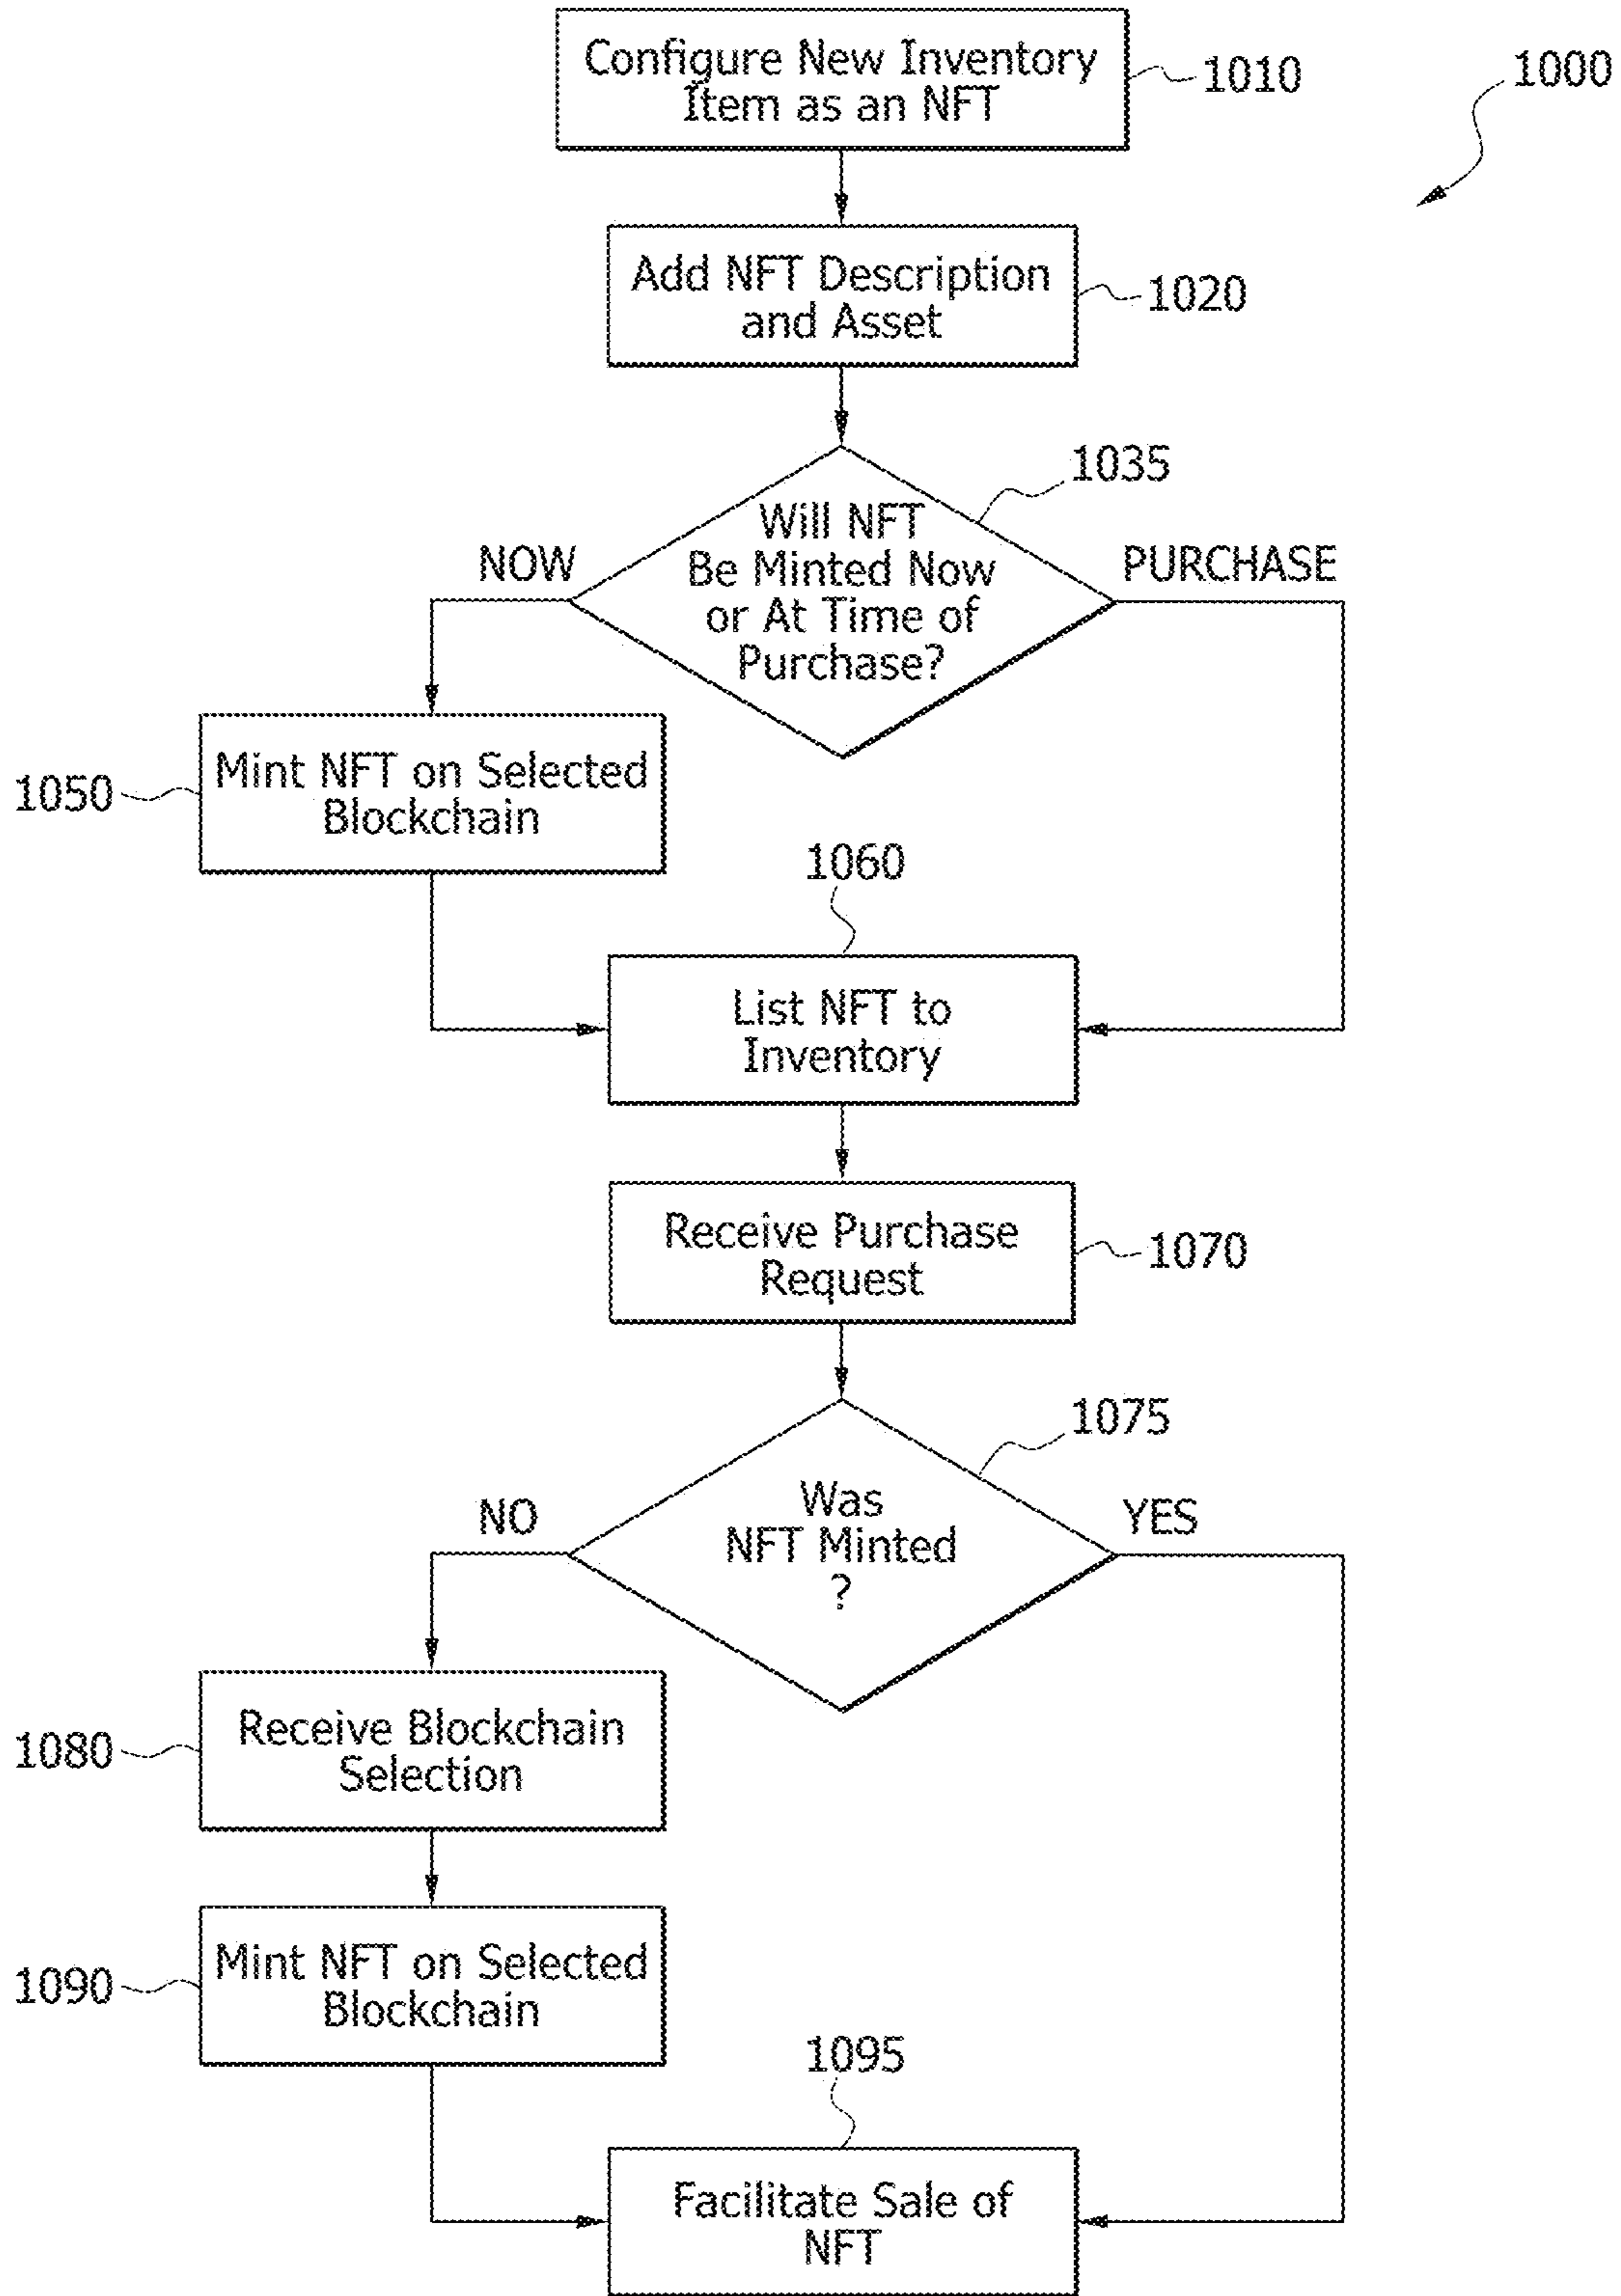 Configure New Inventory
Item as an NFT
1010
1000
Add NFT Description
and Asset
1020
1035
Will NFT
Be Minted Now
or At Time of
Purchase?
NOW
PURCHASE
Mint NFT on Selected
Blockchain
1050
1060
List NFT to
Inventory
Receive Purchase
Request
1070
1075
Was
NFT Minted
?
NO
YES
Receive Blockchain
Selection
1080
Mint NFT on Selected
Blockchain
1090
1095
Facilitate Sale of
NFT